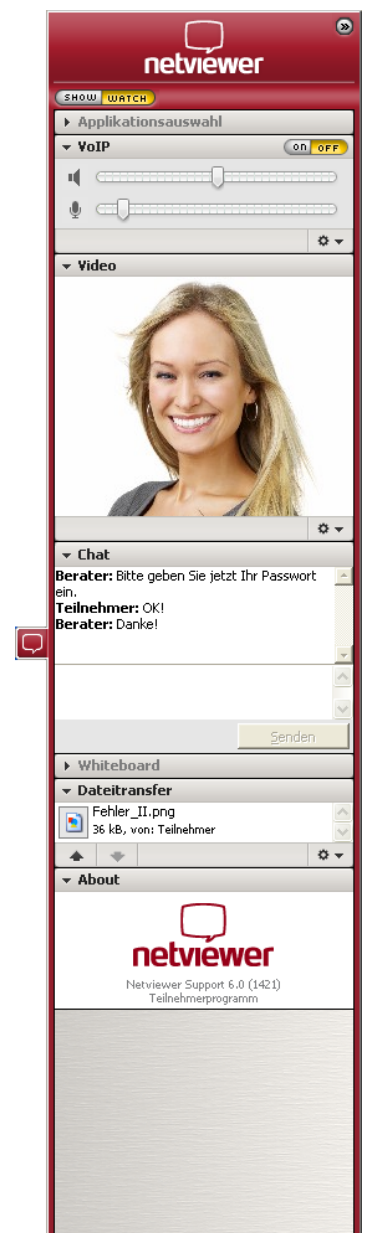 netviewer
SHOW WATCH
Applikationsauswahl
VoIP on OFF
Video
Chat
Berater: Bitte geben Sie jetzt Ihr Passwort
ein.
Teilnehmer: OK!
Berater: Danke!
Senden
Whiteboard
Dateitransfer
Fehler_II.png
36 kB, von: Teilnehmer
About
netviewer
Netviewer Support 6.0 (1421)
Teilnehmerprogramm